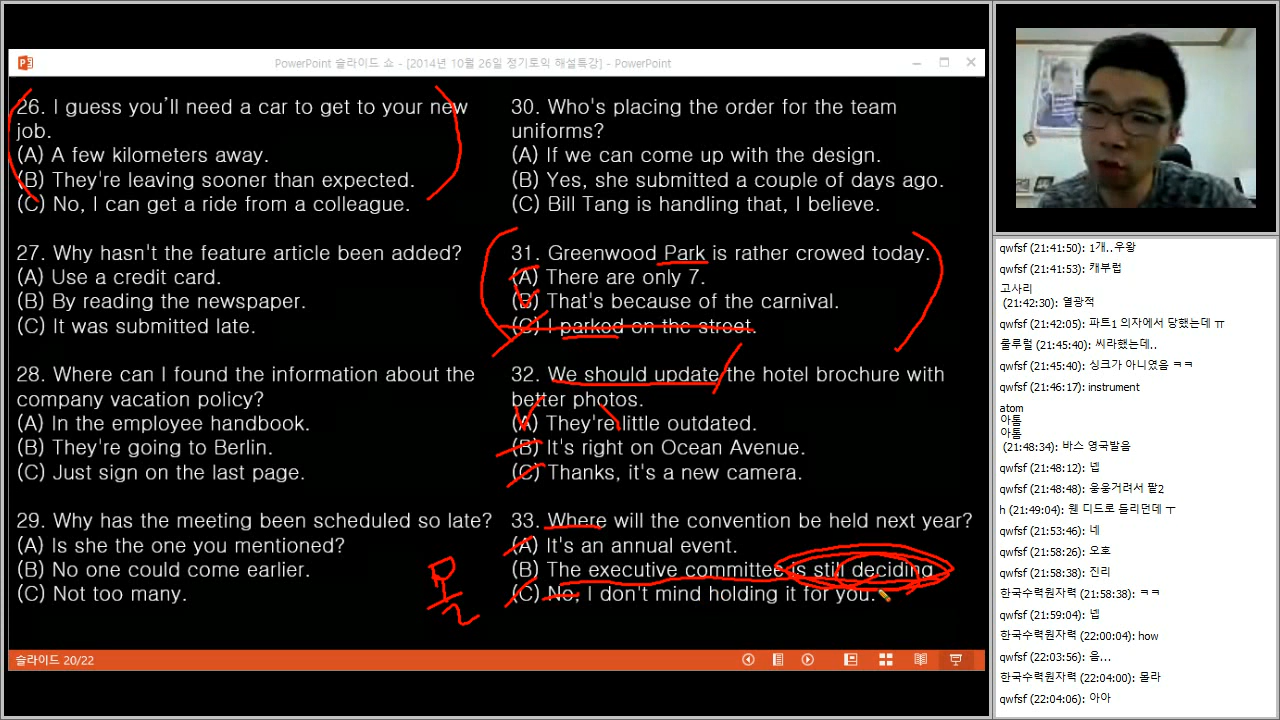 PowerPoint 슬라이드 쇼 - [2014년 10월 26일 정기토익 해설특강] - PowerPoint
26. I guess you'll need a car to get to your new
job.
(A) A few kilometers away.
(B) They're leaving sooner than expected.
(C) No, I can get a ride from a colleague.
27. Why hasn't the feature article been added?
(A) Use a credit card.
(B) By reading the newspaper.
(C) It was submitted late.
28. Where can I found the information about the
company vacation policy?
(A) In the employee handbook.
(B) They're going to Berlin.
(C) Just sign on the last page.
29. Why has the meeting been scheduled so late?
(A) Is she the one you mentioned?
(B) No one could come earlier.
(C) Not too many.
30. Who's placing the order for the team
uniforms?
(A) If we can come up with the design.
(B) Yes, she submitted a couple of days ago.
(C) Bill Tang is handling that, I believe.
31. Greenwood Park is rather crowed today.
(A) There are only 7.
(B) That's because of the carnival.
(C) I parked on the street.
32. We should update the hotel brochure with
better photos.
(A) They're little outdated.
(B) It's right on Ocean Avenue.
(C) Thanks, it's a new camera.
33. Where will the convention be held next year?
(A) It's an annual event.
(B) The executive committee is still deciding.
(C) No, I don't mind holding it for you.
슬라이드 20/22
qwfsf (21:41:50): 1개..우왕
qwfsf (21:41:53): 캐부럽
고사리
(21:42:30): 열광적
qwfsf (21:42:05): 파트1 의자에서 당했는데 ㅠ
쿨루럴 (21:45:40): 씨라했는데..
qwfsf (21:45:40): 싱크가 아니였음 ㅋㅋ
qwfsf (21:46:17): instrument
atom
아톰
아톰
(21:48:34): 바스 영국발음
qwfsf (21:48:12): 넵
qwfsf (21:48:48): 웅웅거려서 팔2
h (21:49:04): 웬 디드로 들리던데 ㅜ
qwfsf (21:53:46): 네
qwfsf (21:58:26): 오호
qwfsf (21:58:38): 진리
한국수력원자력 (21:58:38): ㅋㅋ
qwfsf (21:59:04): 넵
한국수력원자력 (22:00:04): how
qwfsf (22:03:56): 음...
한국수력원자력 (22:04:00): 몰라
qwfsf (22:04:06): 아아